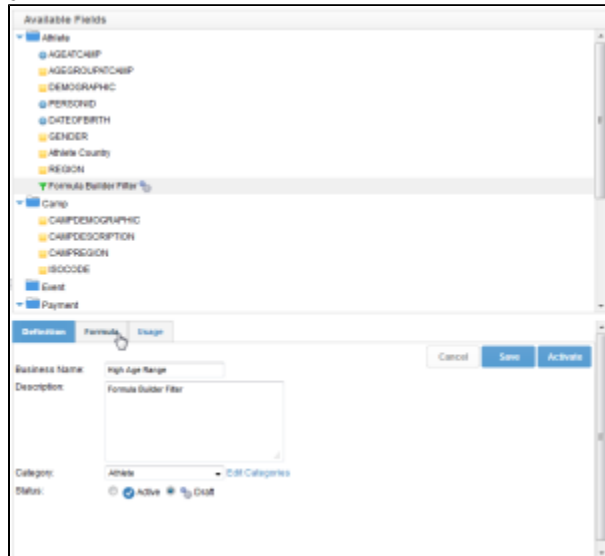 Available Fields
Athlete
AGEATCAMP
AGEGROUPATCAMP
DEMOGRAPHIC
PERSONID
DATEOFBIRTH
GENDER
Athlete Country
REGION
Formula Builder Filter
Camp
CAMPDEMOGRAPHIC
CAMPDESCRIPTION
CAMPREGION
ISOCODE
Event
Payment
Definition Formula Usage
Cancel Save Activate
Business Name: High Age Range
Description: Formula Builder Filter
Category: Athlete Edit Categories
Status: Active Draft